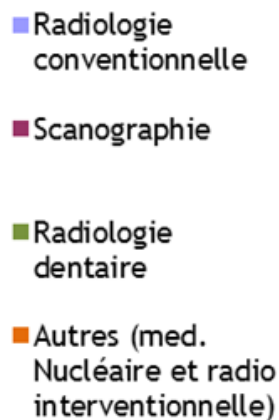 Radiologie
conventionnelle
Scanographie
Radiologie
dentaire
Autres (med.
Nucléaire et radio
interventionnelle)